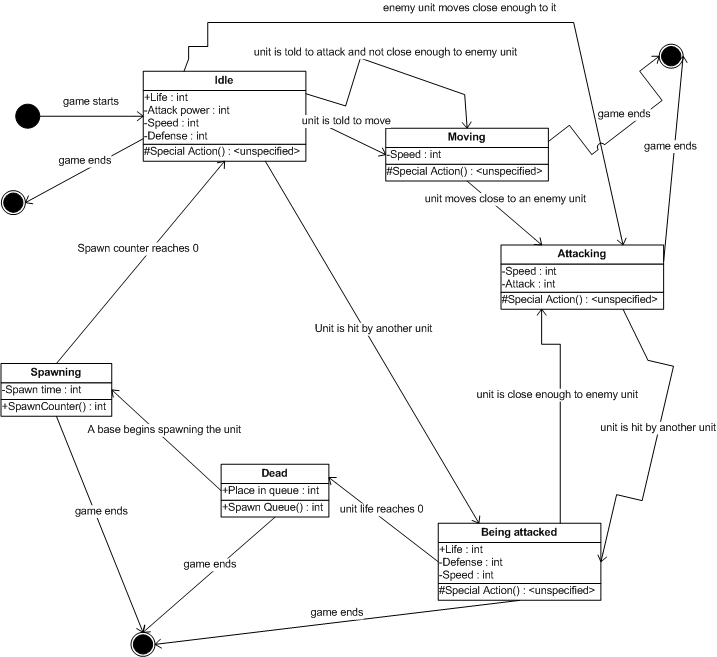 enemy unit moves close enough to it
unit is told to attack and not close enough to enemy unit
Idle
+Life : int
-Attack power : int
-Speed : int
-Defense : int
#Special Action() : <unspecified>
game starts
game ends
unit is told to move
Moving
-Speed : int
#Special Action() : <unspecified>
game ends
game ends
unit moves close to an enemy unit
Attacking
-Speed : int
-Attack : int
#Special Action() : <unspecified>
Spawn counter reaches 0
Unit is hit by another unit
Spawning
-Spawn time : int
+SpawnCounter() : int
unit is close enough to enemy unit
unit is hit by another unit
A base begins spawning the unit
Dead
+Place in queue : int
+Spawn Queue() : int
unit life reaches 0
game ends
Being attacked
+Life : int
-Defense : int
-Speed : int
#Special Action() : <unspecified>
game ends
game ends